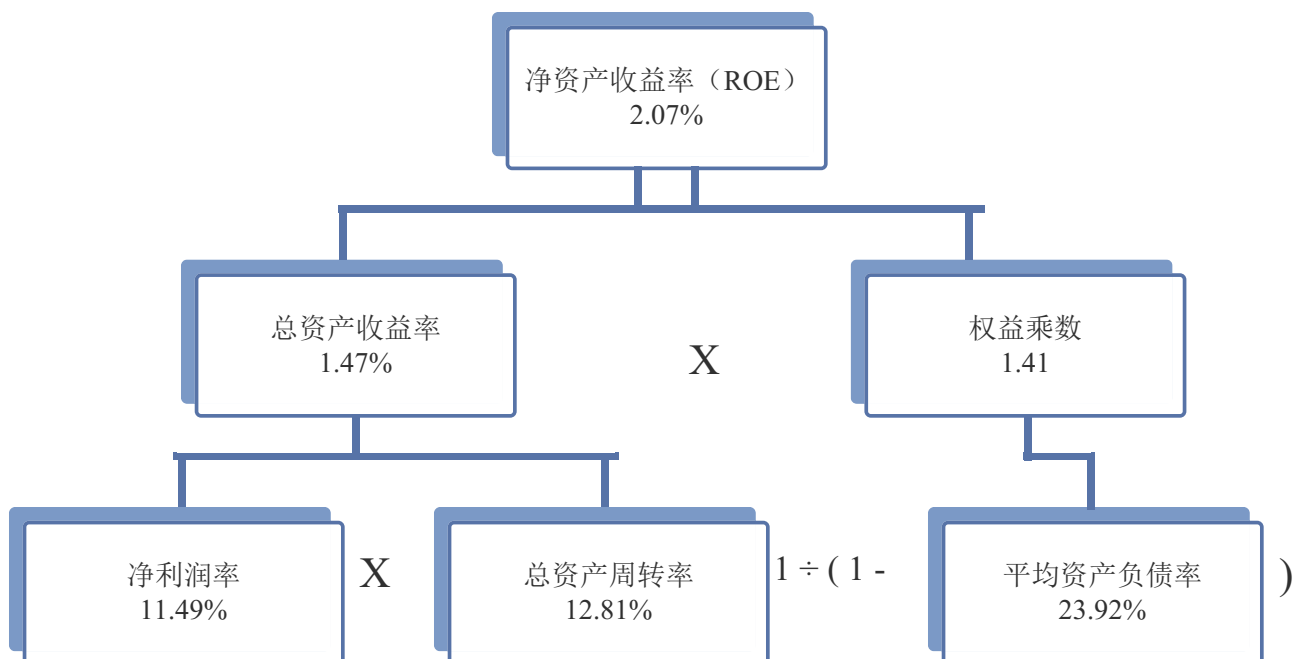 净资产收益率（ROE）
2.07%
总资产收益率
1.47%
X
权益乘数
1.41
净利润率
11.49%
X
总资产周转率
12.81%
1 ÷ ( 1 -
平均资产负债率
23.92%
)